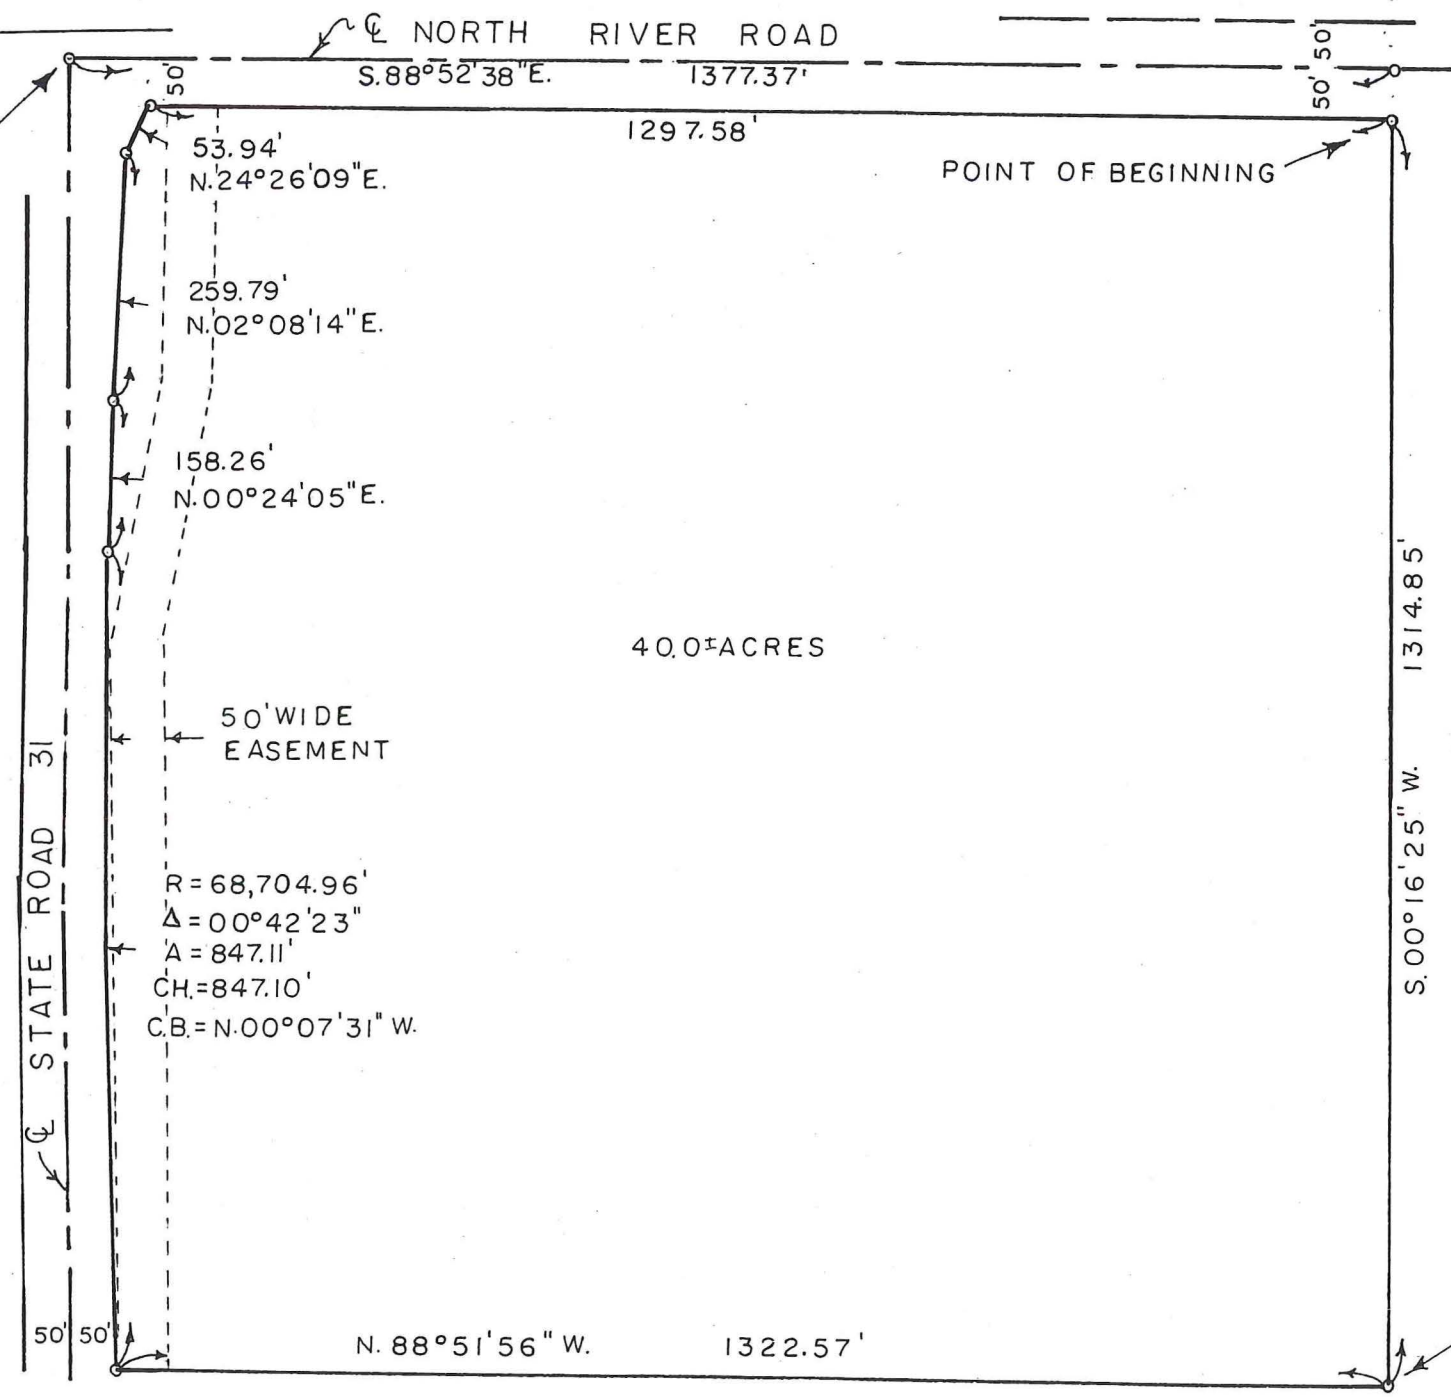 ℄ NORTH RIVER ROAD
S.88°52'38"E. 1377.37'
50'
50' 50'
1297.58'
POINT OF BEGINNING
53.94'
N.24°26'09"E.
259.79'
N.02°08'14"E.
158.26'
N.00°24'05"E.
40.0± ACRES
50' WIDE
EASEMENT
R = 68,704.96'
Δ = 00°42'23"
A = 847.11'
CH. = 847.10'
C.B. = N.00°07'31" W.
℄ STATE ROAD 31
S.00°16'25" W. 1314.85'
50' 50'
N. 88°51'56" W. 1322.57'